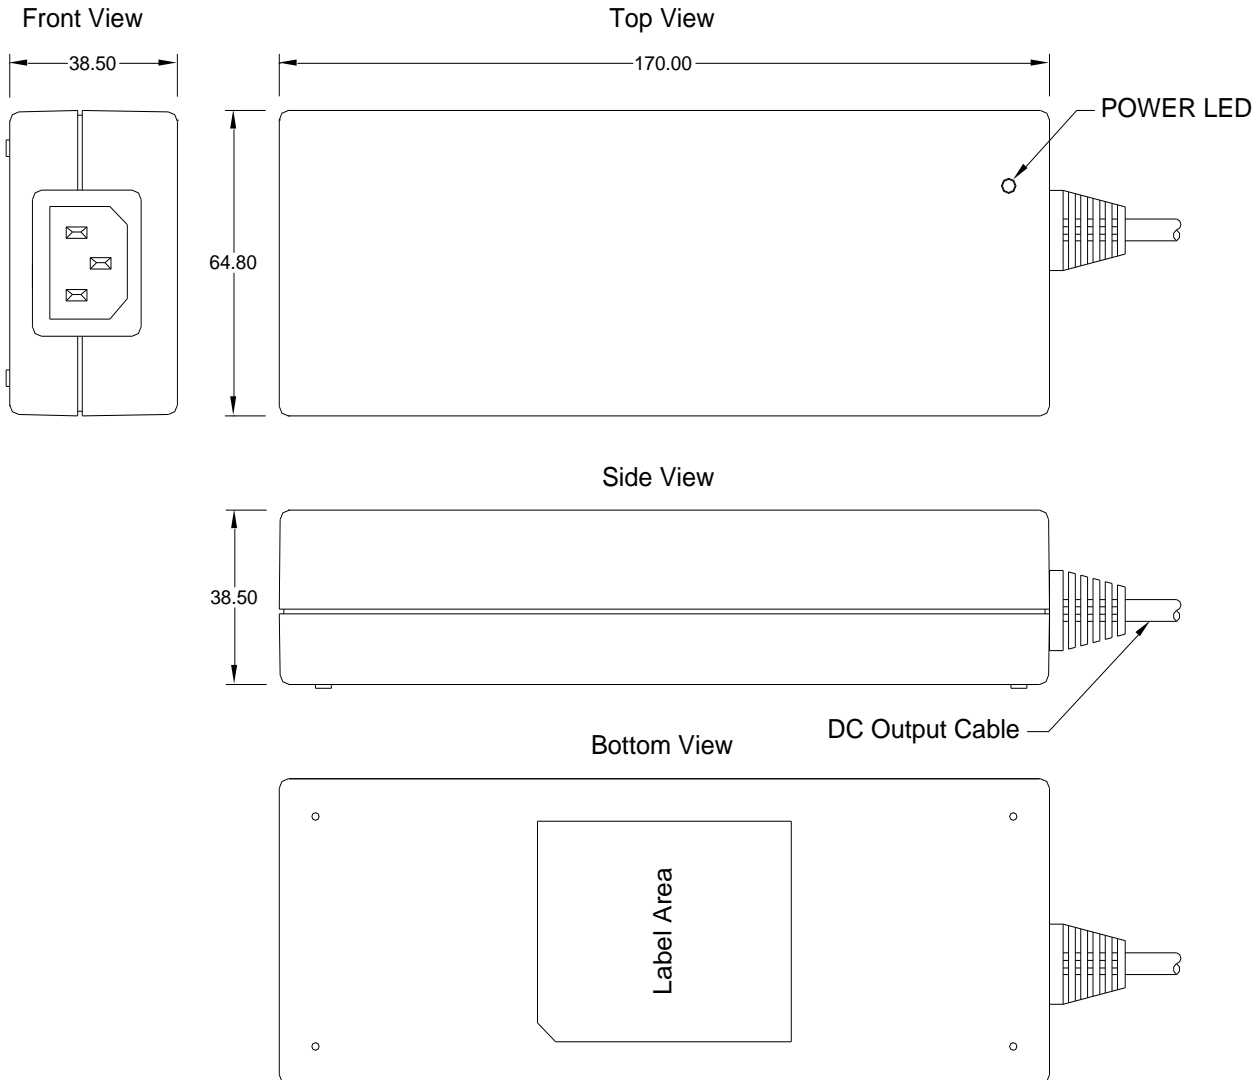 Front View
Top View
38.50
170.00
POWER LED
64.80
Side View
38.50
DC Output Cable
Bottom View
Label Area